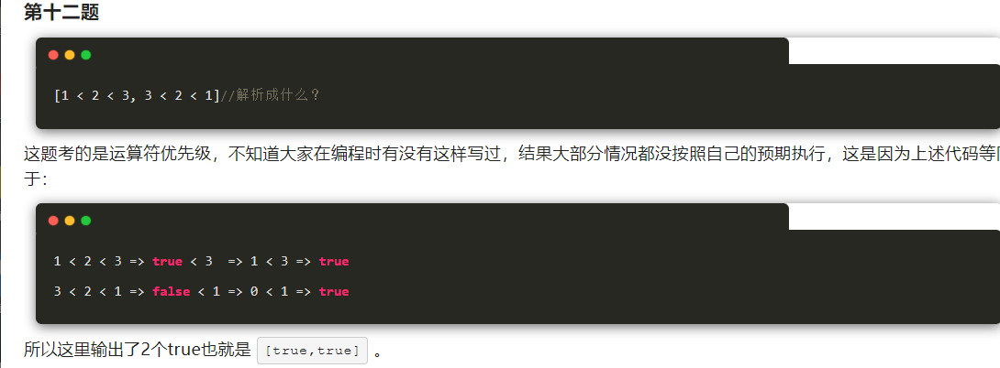 第十二题
[1 < 2 < 3, 3 < 2 < 1]//解析成什么？
这题考的是运算符优先级，不知道大家在编程时有没有这样写过，结果大部分情况都没按照自己的预期执行，这是因为上述代码等同
于：
1 < 2 < 3 => true < 3  => 1 < 3 => true
3 < 2 < 1 => false < 1 => 0 < 1 => true
所以这里输出了2个true也就是 [true,true] 。